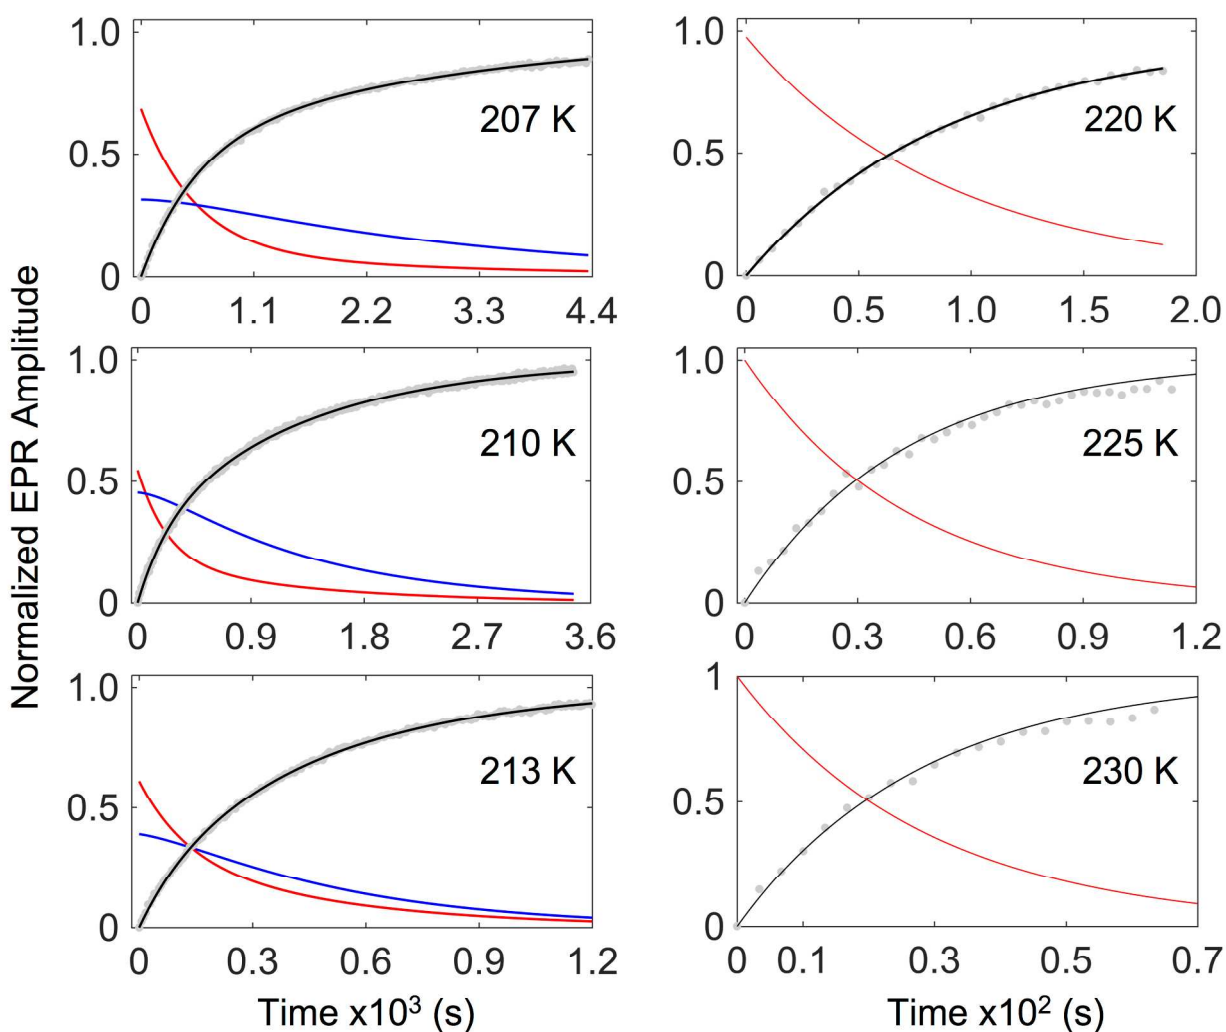 Normalized EPR Amplitude
1.0
0.5
0
207 K
0 1.1 2.2 3.3 4.4
1.0
0.5
0
220 K
0 0.5 1.0 1.5 2.0
1.0
0.5
0
210 K
0 0.9 1.8 2.7 3.6
1.0
0.5
0
225 K
0 0.3 0.6 0.9 1.2
1.0
0.5
0
213 K
0 0.3 0.6 0.9 1.2
1
0.5
0
230 K
0 0.1 0.3 0.5 0.7
Time x10³ (s)
Time x10² (s)